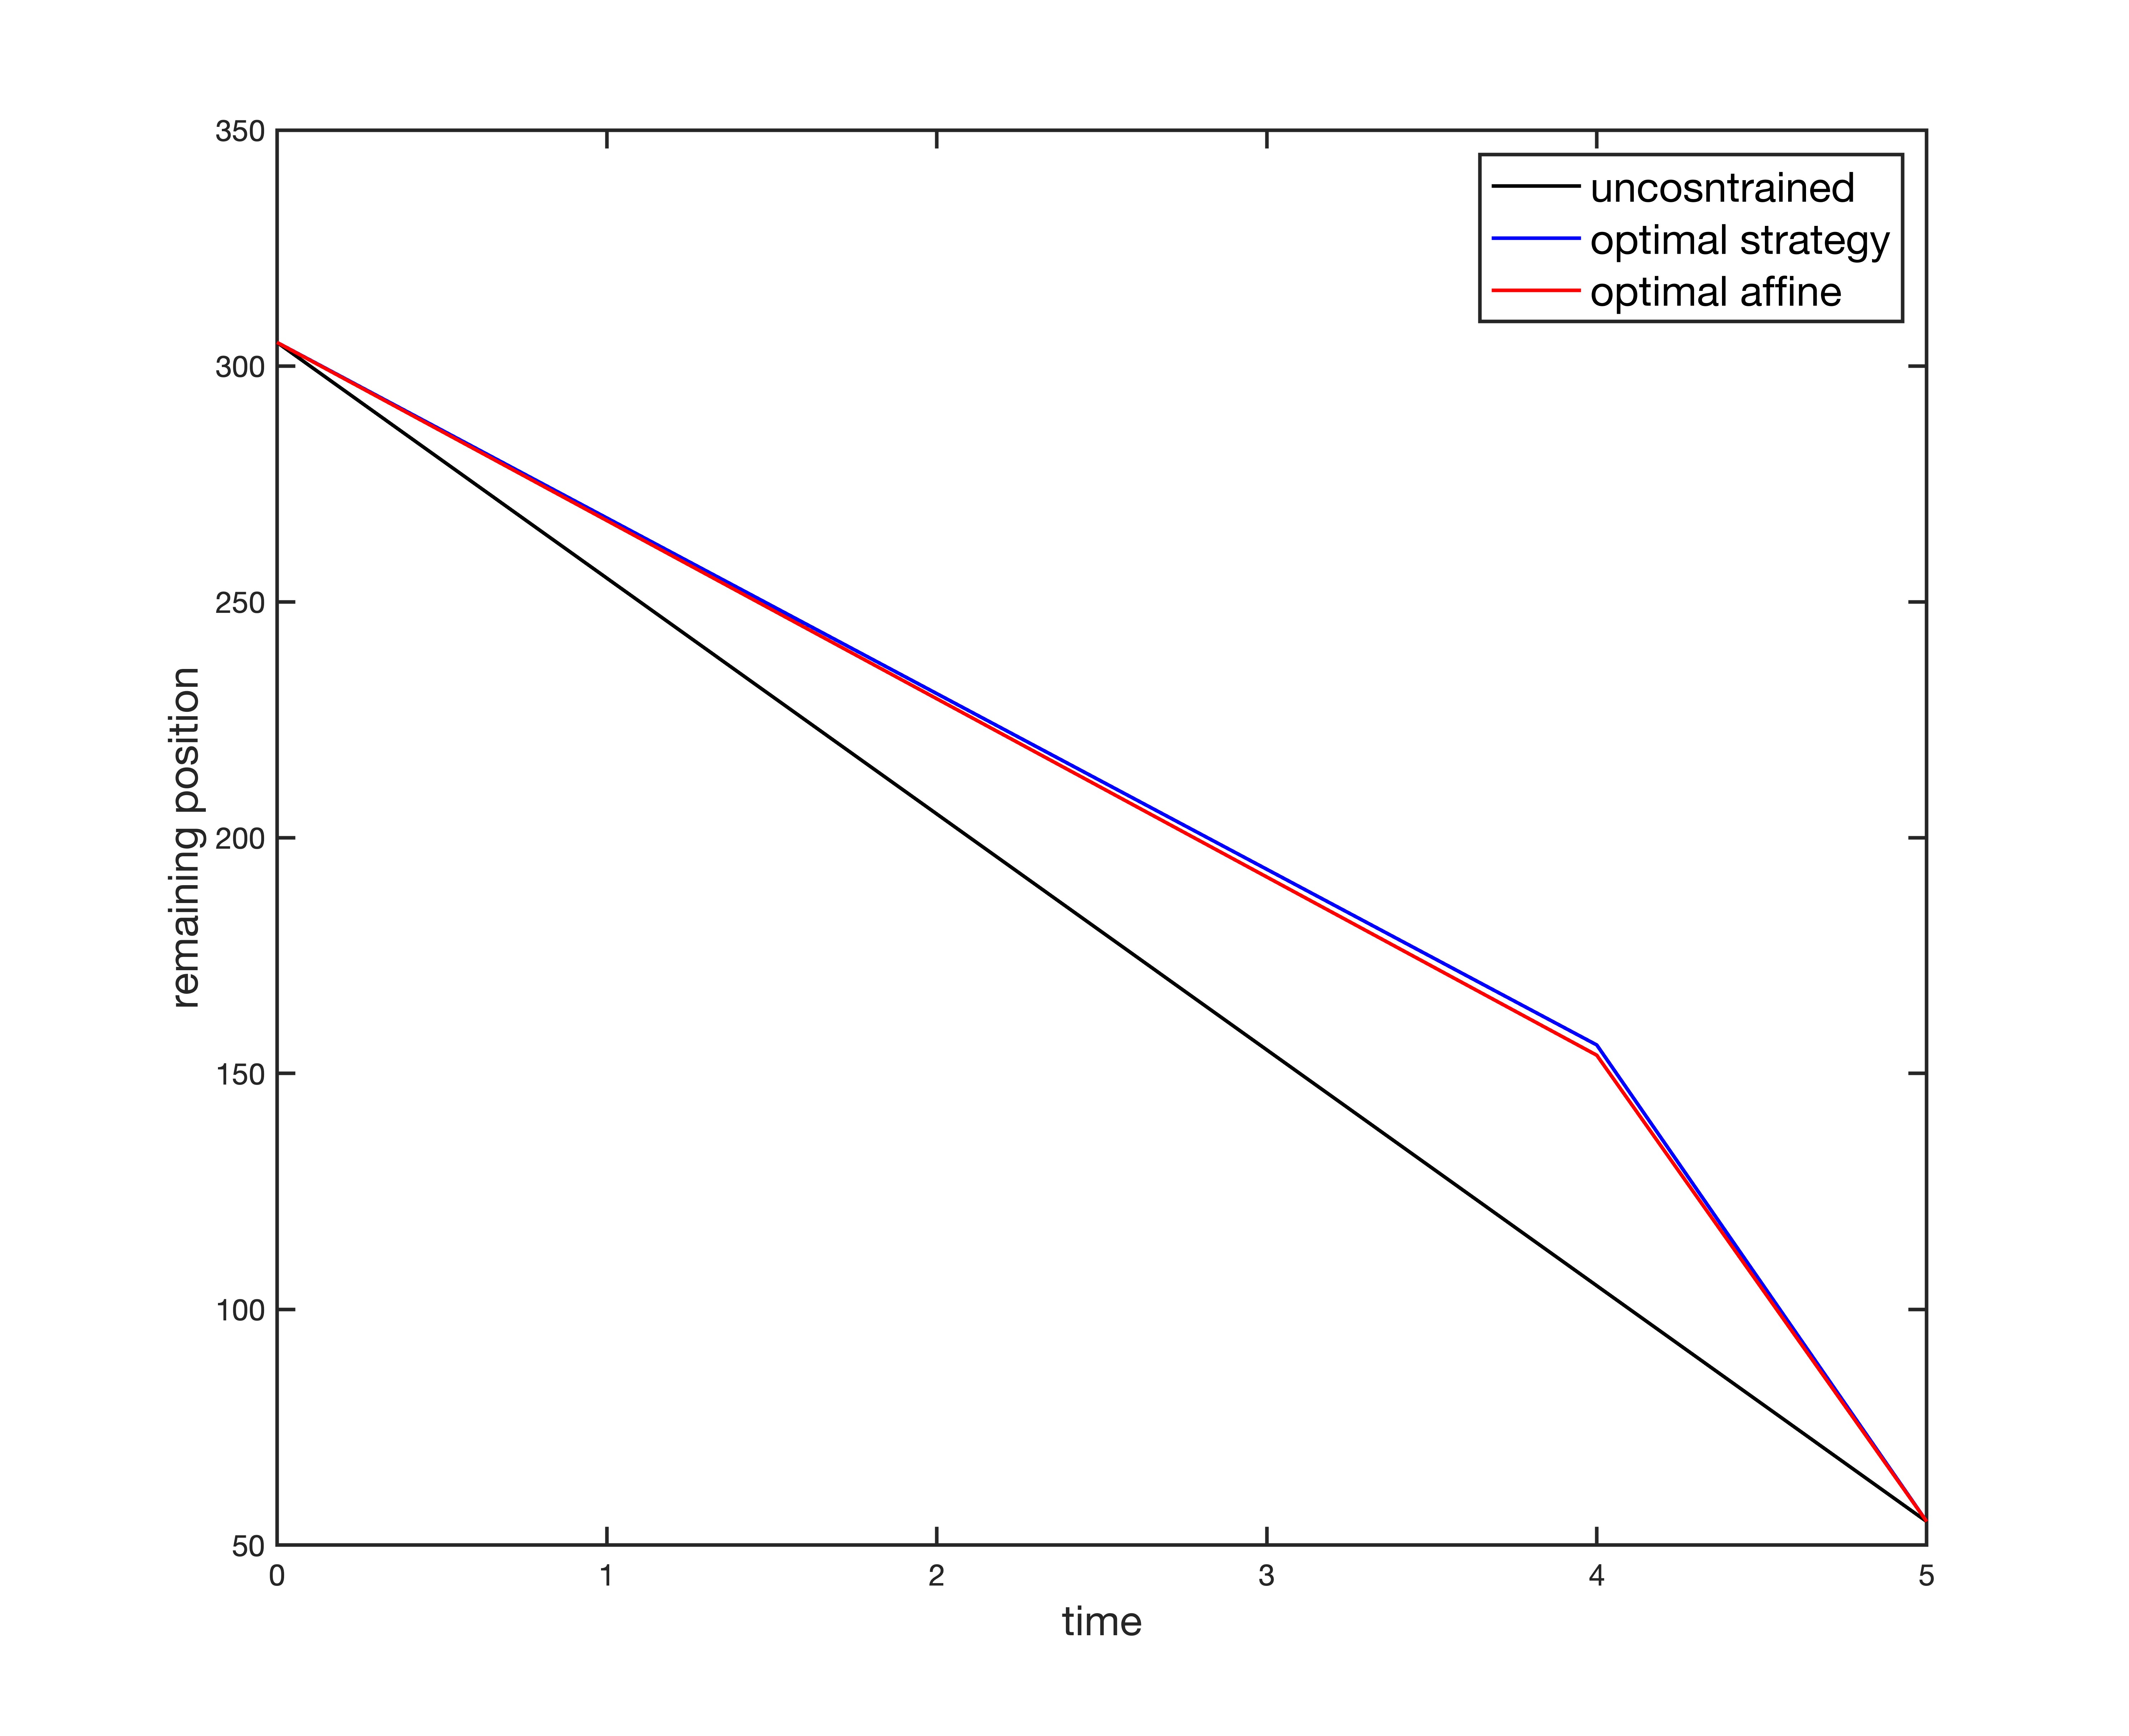 350
300
250
200
150
100
50
remaining position
uncosntrained
optimal strategy
optimal affine
0 1 2 3 4 5
time